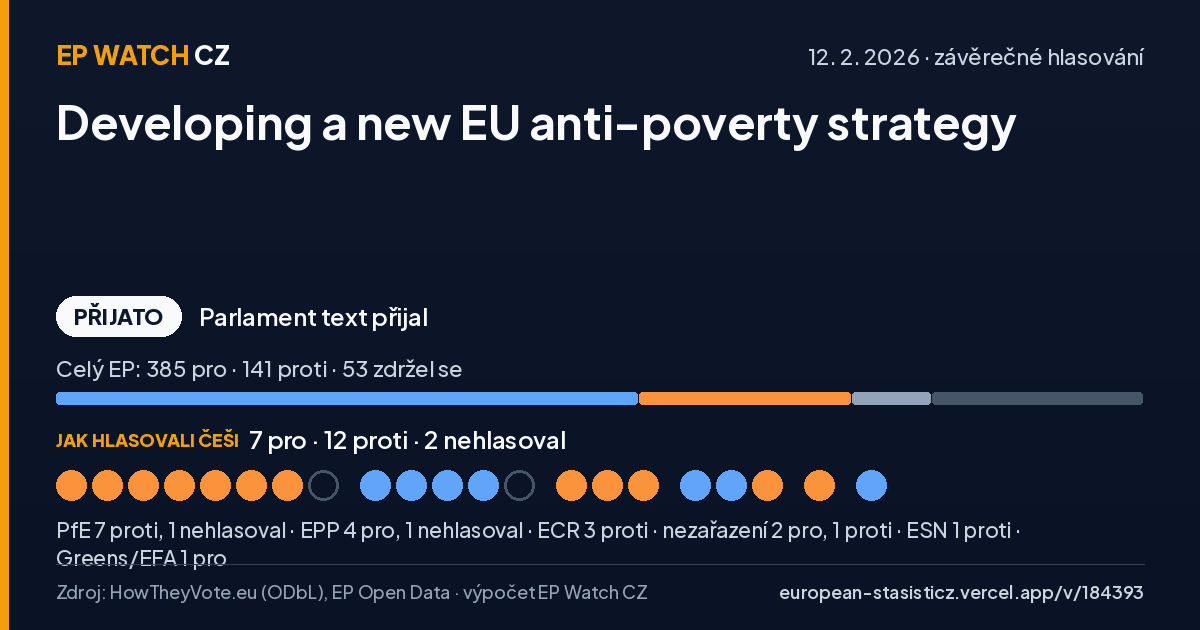 EP WATCH CZ
12. 2. 2026 · závěrečné hlasování
Developing a new EU anti-poverty strategy
PŘIJATO Parlament text přijal
Celý EP: 385 pro · 141 proti · 53 zdržel se
JAK HLASOVALI ČEŠI 7 pro · 12 proti · 2 nehlasoval
PfE 7 proti, 1 nehlasoval · EPP 4 pro, 1 nehlasoval · ECR 3 proti · nezařazení 2 pro, 1 proti · ESN 1 proti ·
Greens/EFA 1 pro
Zdroj: HowTheyVote.eu (ODbL), EP Open Data · výpočet EP Watch CZ
european-stasisticz.vercel.app/v/184393